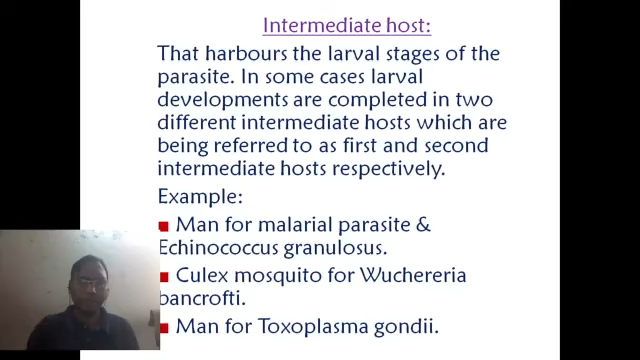 Intermediate host:
That harbours the larval stages of the
parasite. In some cases larval
developments are completed in two
different intermediate hosts which are
being referred to as first and second
intermediate hosts respectively.
Example:
Man for malarial parasite &
Echinococcus granulosus.
Culex mosquito for Wuchereria
bancrofti.
Man for Toxoplasma gondii.